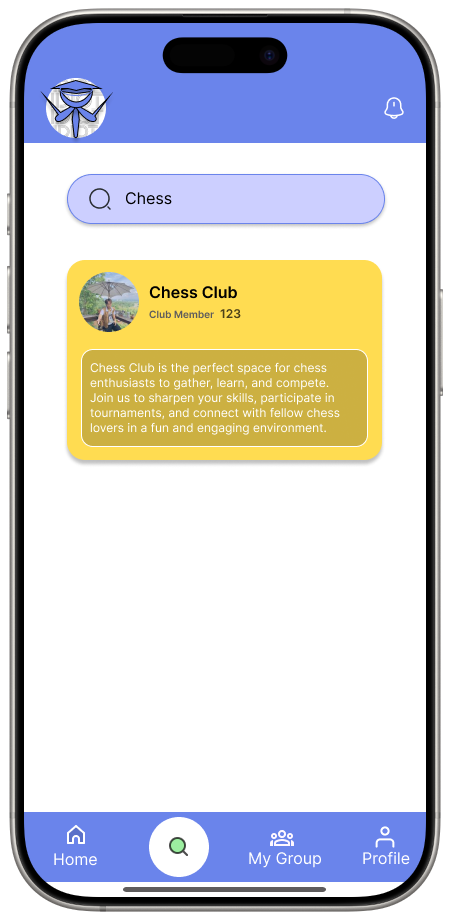 Chess
Chess Club
Club Member 123
Chess Club is the perfect space for chess
enthusiasts to gather, learn, and compete.
Join us to sharpen your skills, participate in
tournaments, and connect with fellow chess
lovers in a fun and engaging environment.
Home
My Group
Profile